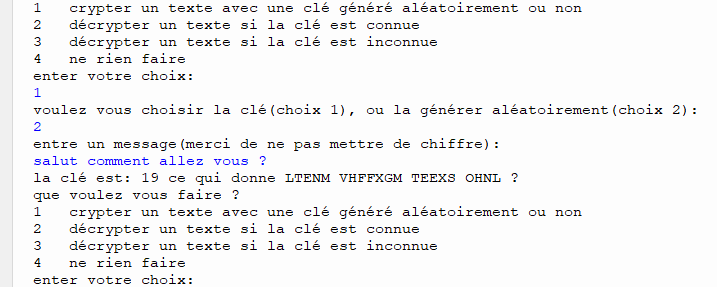 1   crypter un texte avec une clé généré aléatoirement ou non
2   décrypter un texte si la clé est connue
3   décrypter un texte si la clé est inconnue
4   ne rien faire
enter votre choix:
1
voulez vous choisir la clé(choix 1), ou la générer aléatoirement(choix 2):
2
entre un message(merci de ne pas mettre de chiffre):
salut comment allez vous ?
la clé est: 19 ce qui donne LTENM VHFFXGM TEEXS OHNL ?
que voulez vous faire ?
1   crypter un texte avec une clé généré aléatoirement ou non
2   décrypter un texte si la clé est connue
3   décrypter un texte si la clé est inconnue
4   ne rien faire
enter votre choix: